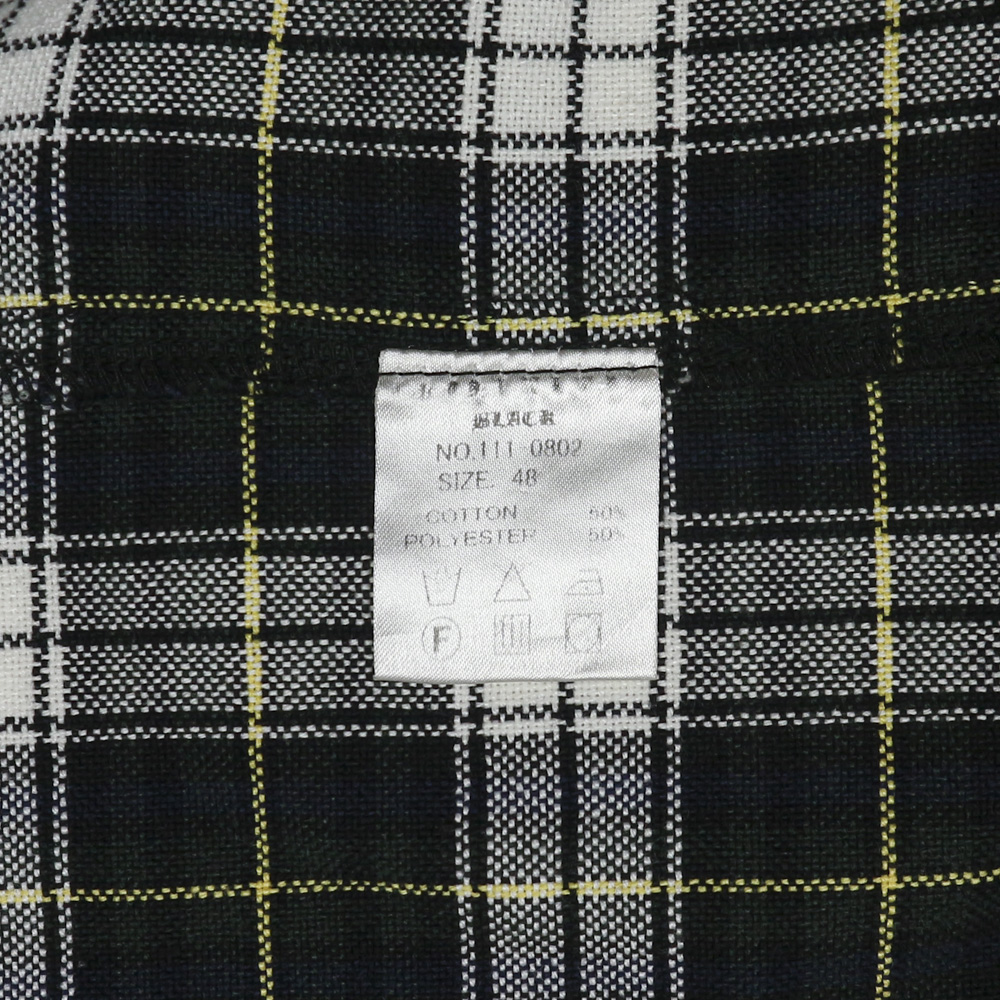 BLACK
NO.111 0802
SIZE. 48
COTTON 50%
POLYESTER 50%
F